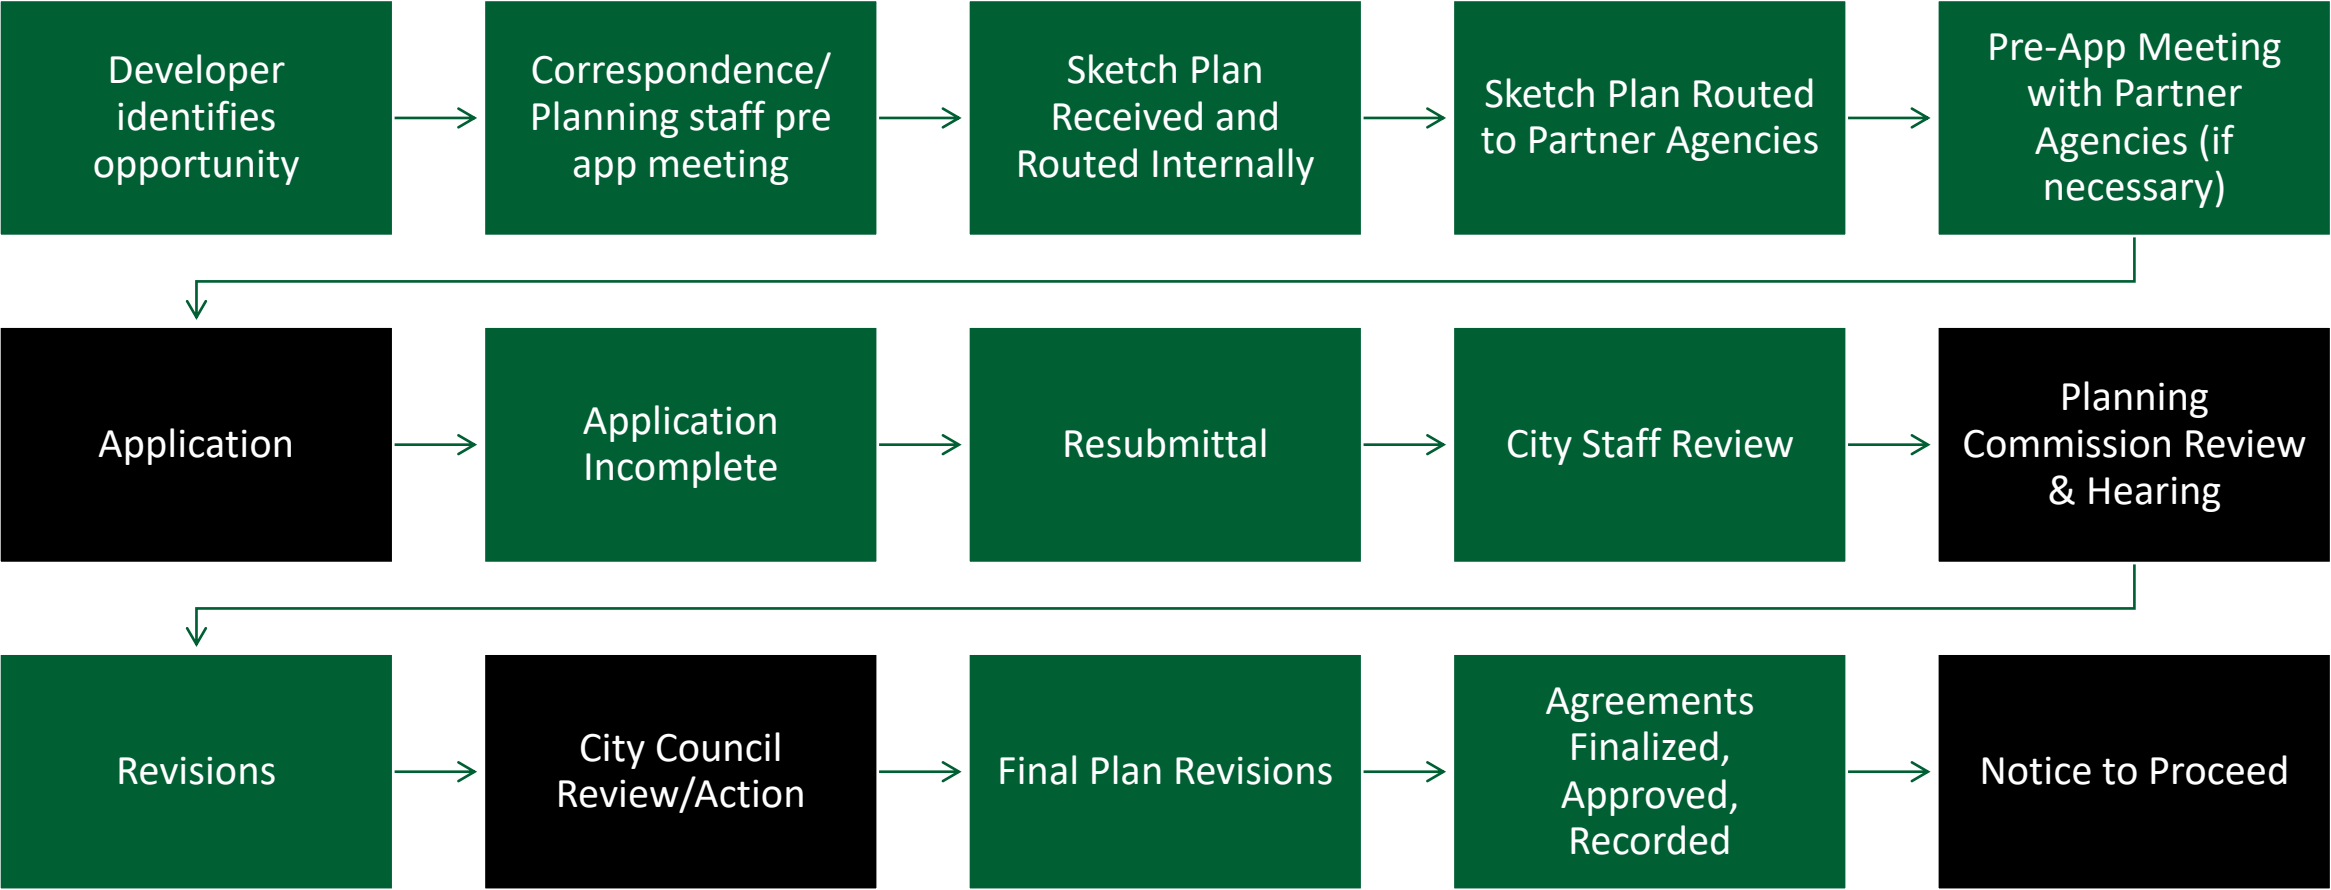 Developer
identifies
opportunity
Correspondence/
Planning staff pre
app meeting
Sketch Plan
Received and
Routed Internally
Sketch Plan Routed
to Partner Agencies
Pre-App Meeting
with Partner
Agencies (if
necessary)
Application
Application
Incomplete
Resubmittal
City Staff Review
Planning
Commission Review
& Hearing
Revisions
City Council
Review/Action
Final Plan Revisions
Agreements
Finalized,
Approved,
Recorded
Notice to Proceed